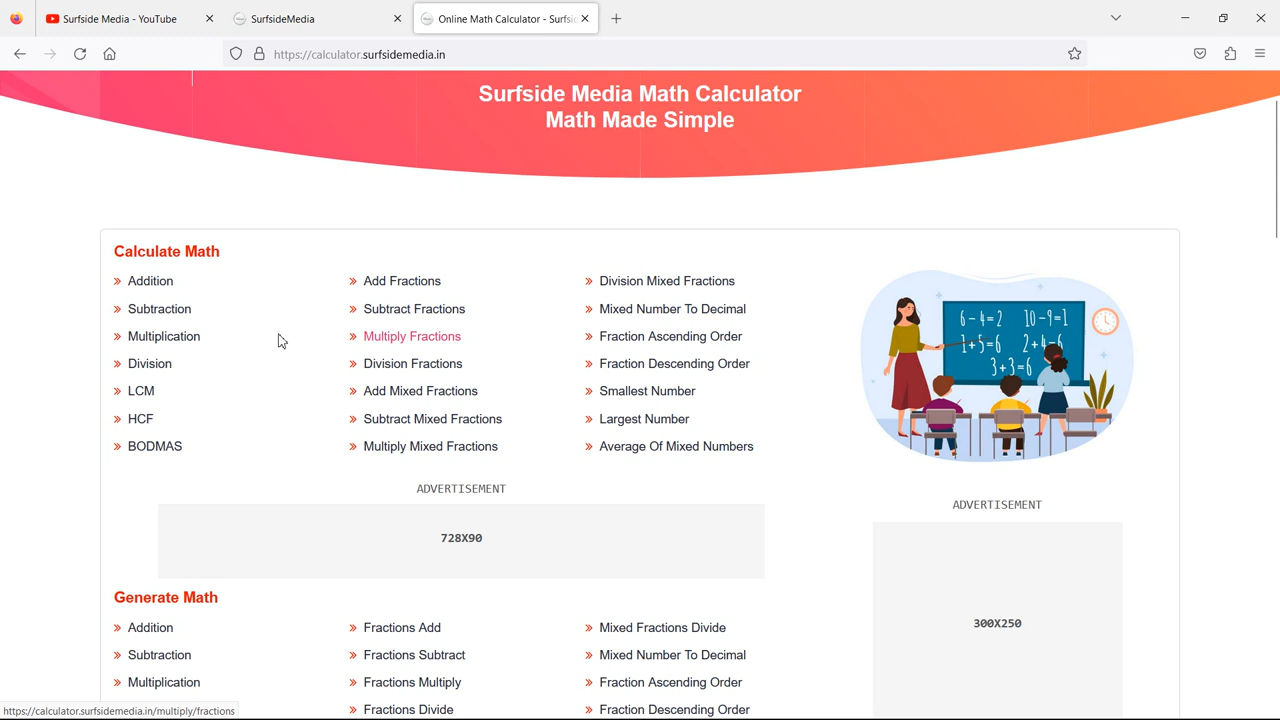 Surfside Media - YouTube
SurfsideMedia
Online Math Calculator - Surfsi
https://calculator.surfsidemedia.in
Surfside Media Math Calculator
Math Made Simple
Calculate Math
Addition
Subtraction
Multiplication
Division
LCM
HCF
BODMAS
Add Fractions
Subtract Fractions
Multiply Fractions
Division Fractions
Add Mixed Fractions
Subtract Mixed Fractions
Multiply Mixed Fractions
Division Mixed Fractions
Mixed Number To Decimal
Fraction Ascending Order
Fraction Descending Order
Smallest Number
Largest Number
Average Of Mixed Numbers
6-4=2 10-9=1
1+5=6 2+4=6
3+3=6
ADVERTISEMENT
728X90
ADVERTISEMENT
300X250
Generate Math
Addition
Subtraction
Multiplication
Fractions Add
Fractions Subtract
Fractions Multiply
Fractions Divide
Mixed Fractions Divide
Mixed Number To Decimal
Fraction Ascending Order
Fraction Descending Order
https://calculator.surfsidemedia.in/multiply/fractions